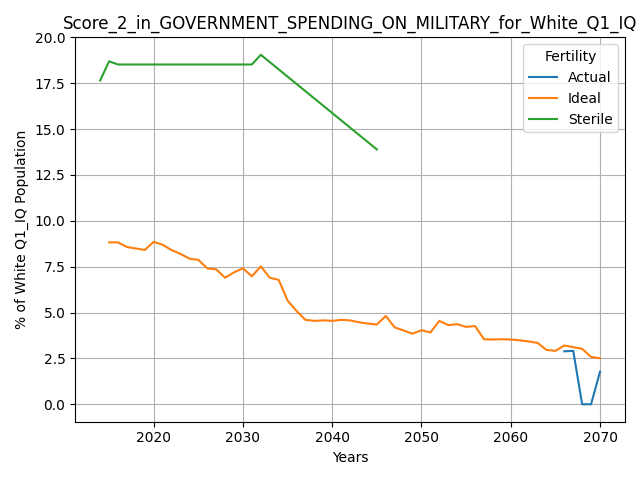 Score_2_in_GOVERNMENT_SPENDING_ON_MILITARY_for_White_Q1_IQ
% of White Q1_IQ Population
20.0
17.5
15.0
12.5
10.0
7.5
5.0
2.5
0.0
Fertility
Actual
Ideal
Sterile
2020 2030 2040 2050 2060 2070
Years